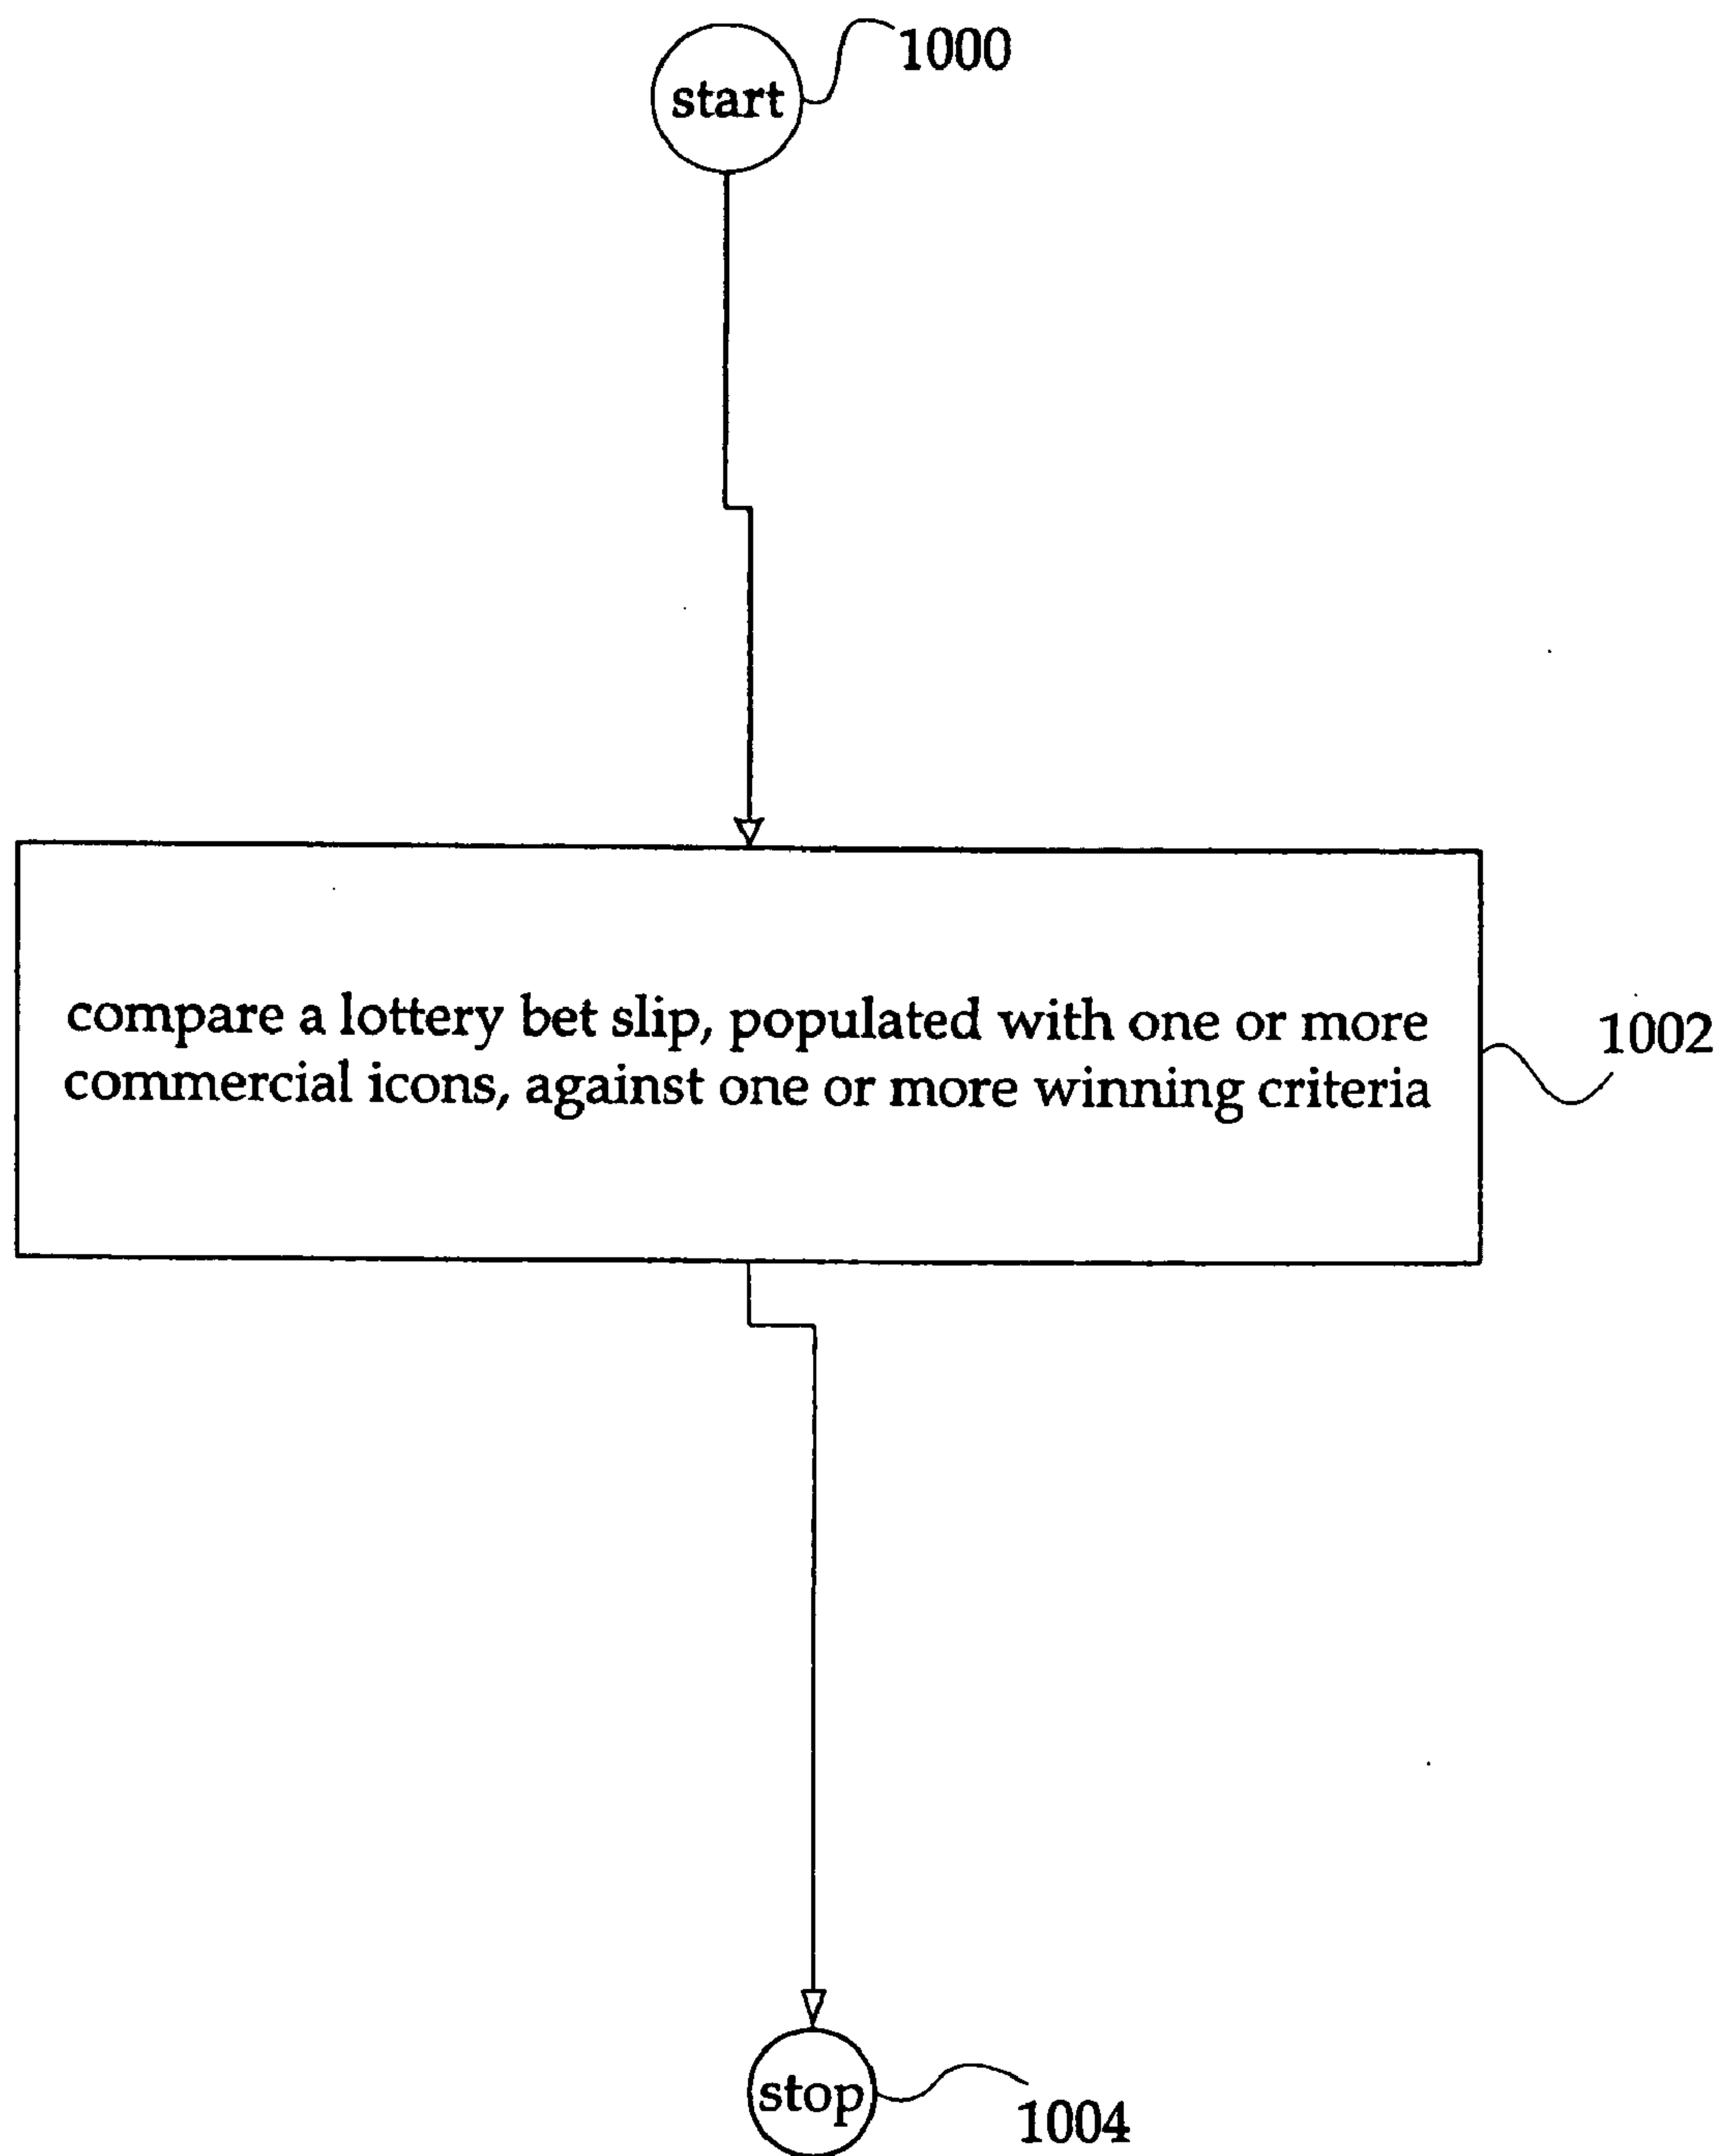 start
1000
compare a lottery bet slip, populated with one or more
commercial icons, against one or more winning criteria
1002
stop
1004